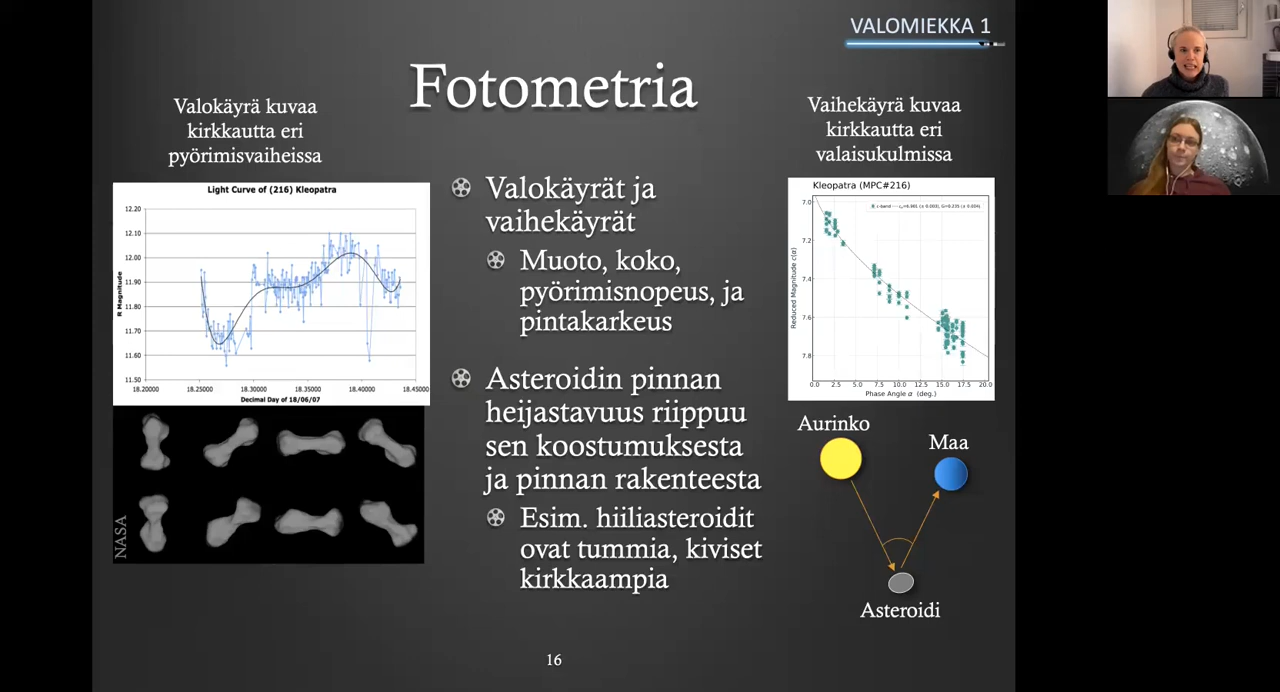 VALOMIEKKA 1
Fotometria
Valokäyrä kuvaa
kirkkautta eri
pyörimisvaiheissa
Light Curve of (216) Kleopatra
12.20
12.10
12.00
11.90
11.80
11.70
11.60
11.50
R Magnitude
18.20000 18.25000 18.30000 18.35000 18.40000 18.45000
Decimal Day of 18/06/07
NASA
Valokäyrät ja
vaihekäyrät
Muoto, koko,
pyörimisnopeus, ja
pintakarkeus
Asteroidin pinnan
heijastavuus riippuu
sen koostumuksesta
ja pinnan rakenteesta
Esim. hiiliasteroidit
ovat tummia, kiviset
kirkkaampia
Vaihekäyrä kuvaa
kirkkautta eri
valaisukulmissa
Kleopatra (MPC#216)
7.0
7.2
7.4
7.6
7.8
Reduced Magnitude c(α)
0.0 2.5 5.0 7.5 10.0 12.5 15.0 17.5 20.0
Phase Angle α (deg.)
Aurinko
Maa
Asteroidi
16